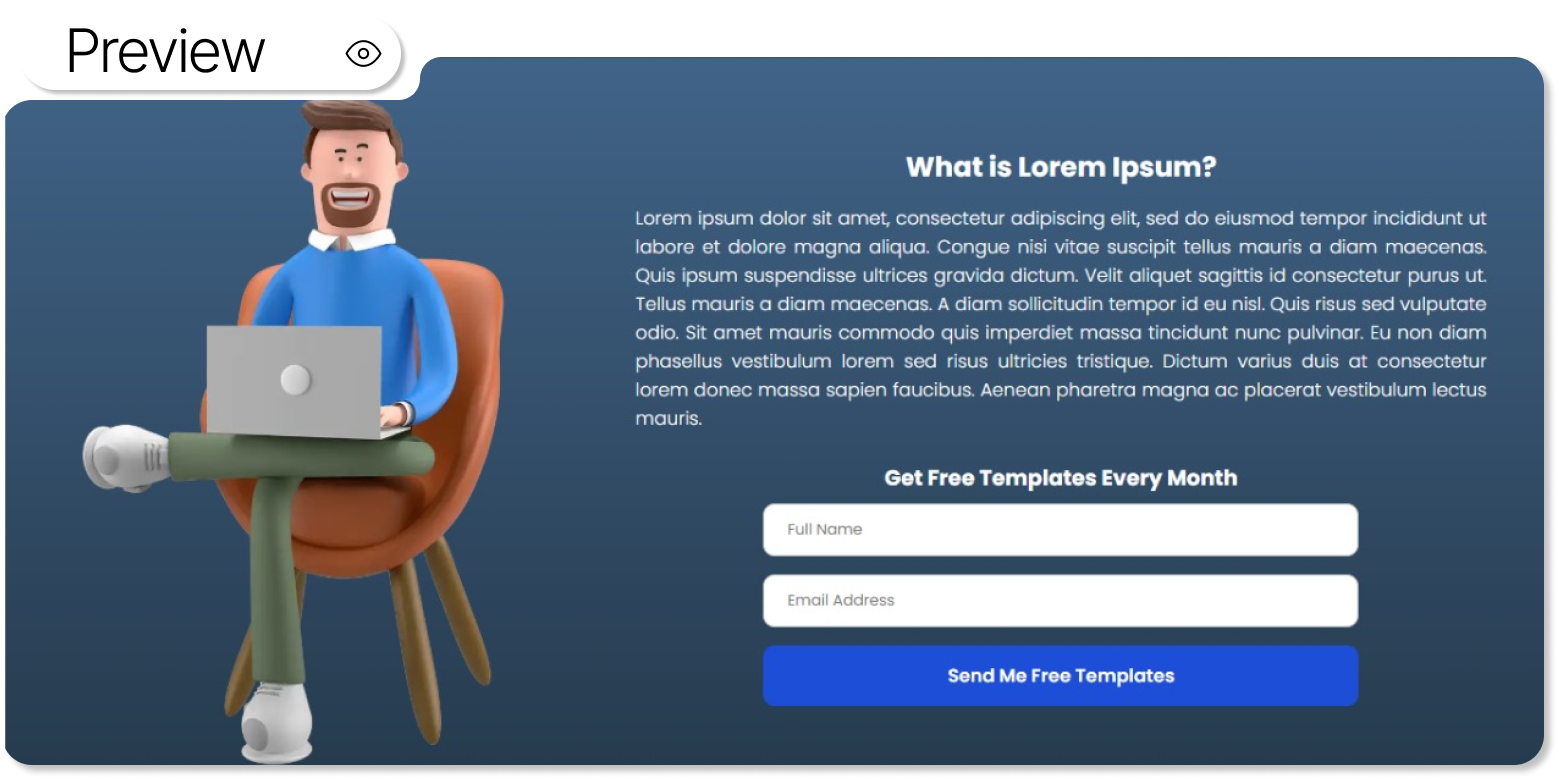 Preview
What is Lorem Ipsum?
Lorem ipsum dolor sit amet, consectetur adipiscing elit, sed do eiusmod tempor incididunt ut
labore et dolore magna aliqua. Congue nisi vitae suscipit tellus mauris a diam maecenas.
Quis ipsum suspendisse ultrices gravida dictum. Velit aliquet sagittis id consectetur purus ut.
Tellus mauris a diam maecenas. A diam sollicitudin tempor id eu nisl. Quis risus sed vulputate
odio. Sit amet mauris commodo quis imperdiet massa tincidunt nunc pulvinar. Eu non diam
phasellus vestibulum lorem sed risus ultricies tristique. Dictum varius duis at consectetur
lorem donec massa sapien faucibus. Aenean pharetra magna ac placerat vestibulum lectus
mauris.
Get Free Templates Every Month
Full Name
Email Address
Send Me Free Templates